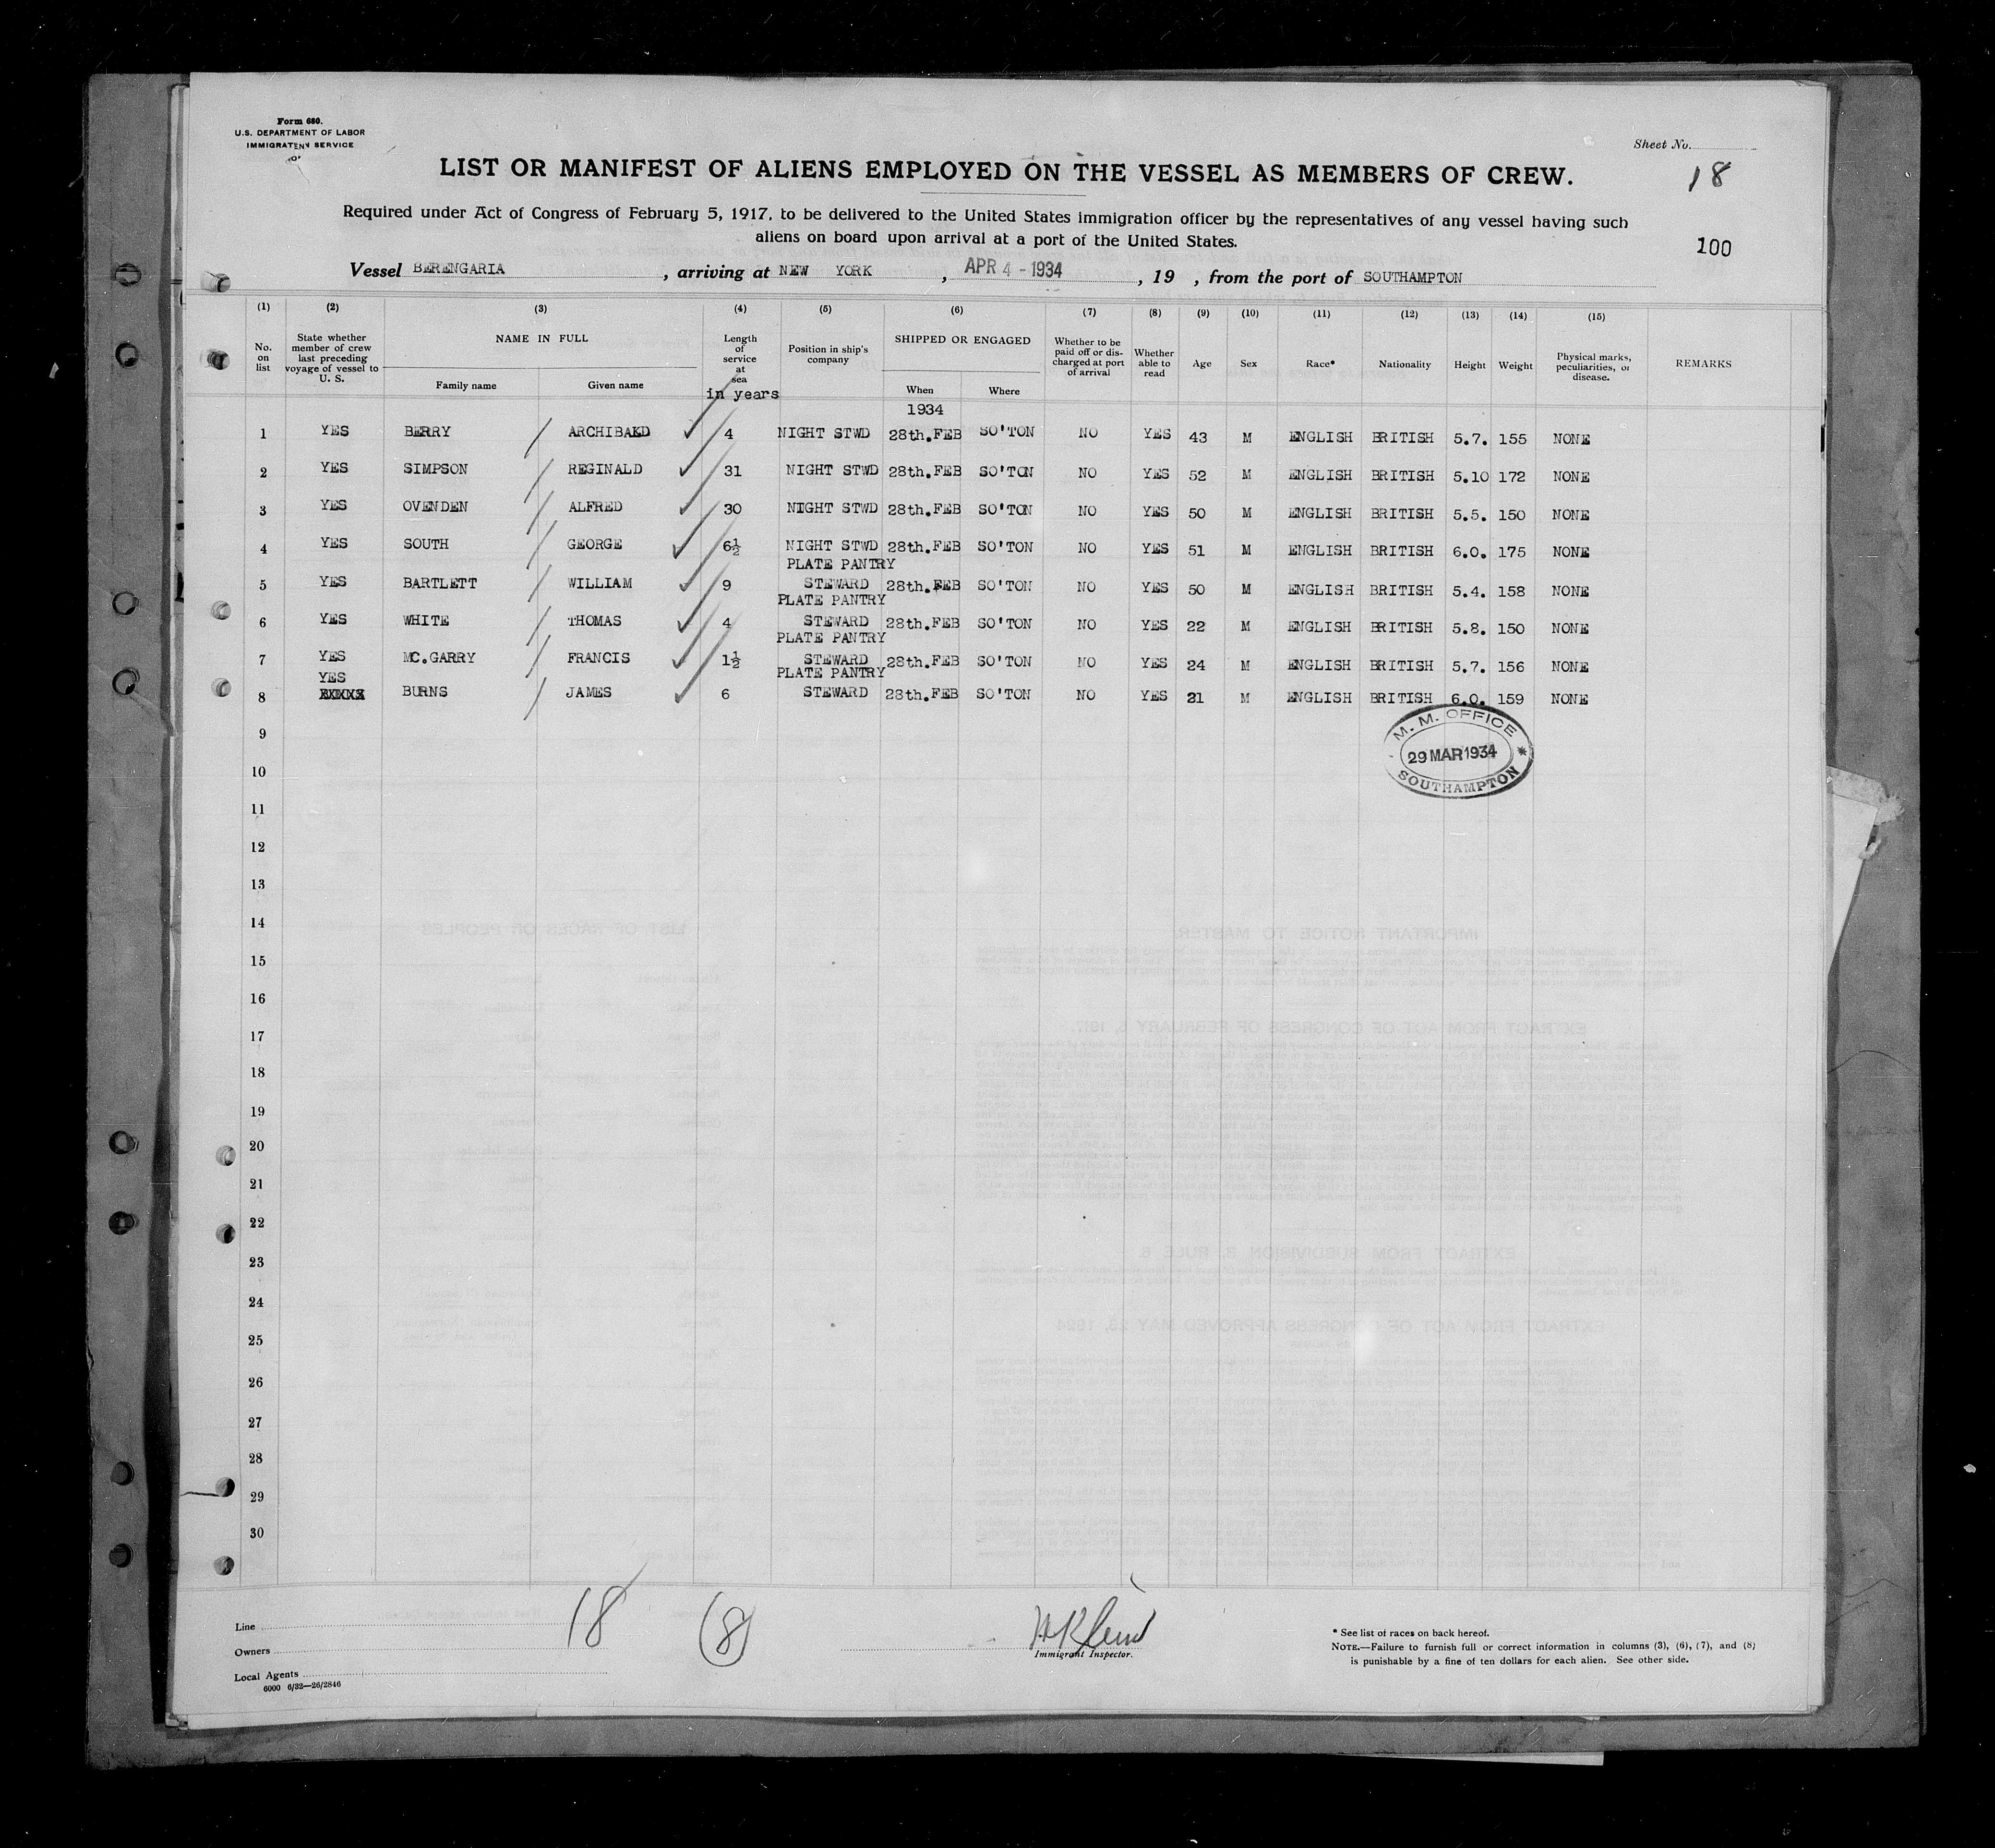 Form 680.
U.S. DEPARTMENT OF LABOR
IMMIGRATENN SERVICE
Sheet No.
LIST OR MANIFEST OF ALIENS EMPLOYED ON THE VESSEL AS MEMBERS OF CREW.
18
Required under Act of Congress of February 5, 1917, to be delivered to the United States immigration officer by the representatives of any vessel having such
aliens on board upon arrival at a port of the United States.
100
Vessel BERENGARIA , arriving at NEW YORK , APR 4 - 1934 , 19 , from the port of SOUTHAMPTON
(1) (2) (3) (4) (5) (6) (7) (8) (9) (10) (11) (12) (13) (14) (15)
No. on list
State whether member of crew last preceding voyage of vessel to U. S.
NAME IN FULL
Family name
Given name
Length of service at sea
in years
Position in ship's company
SHIPPED OR ENGAGED
When
Where
Whether to be paid off or discharged at port of arrival
Whether able to read
Age
Sex
Race*
Nationality
Height
Weight
Physical marks, peculiarities, or disease.
REMARKS
1934
1 YES BERRY ARCHIBAKD 4 NIGHT STWD 28th.FEB SO'TON NO YES 43 M ENGLISH BRITISH 5.7. 155 NONE
2 YES SIMPSON REGINALD 31 NIGHT STWD 28th.FEB SO'TON NO YES 52 M ENGLISH BRITISH 5.10 172 NONE
3 YES OVENDEN ALFRED 30 NIGHT STWD 28th.FEB SO'TON NO YES 50 M ENGLISH BRITISH 5.5. 150 NONE
4 YES SOUTH GEORGE 6½ NIGHT STWD 28th.FEB SO'TON NO YES 51 M ENGLISH BRITISH 6.0. 175 NONE
PLATE PANTRY
5 YES BARTLETT WILLIAM 9 STEWARD 28th.FEB SO'TON NO YES 50 M ENGLISH BRITISH 5.4. 158 NONE
PLATE PANTRY
6 YES WHITE THOMAS 4 STEWARD 28th.FEB SO'TON NO YES 22 M ENGLISH BRITISH 5.8. 150 NONE
PLATE PANTRY
7 YES MC.GARRY FRANCIS 1½ STEWARD 28th.FEB SO'TON NO YES 24 M ENGLISH BRITISH 5.7. 156 NONE
YES PLATE PANTRY
8 BURNS JAMES 6 STEWARD 28th.FEB SO'TON NO YES 21 M ENGLISH BRITISH 6.0. 159 NONE
M. M. OFFICE
29 MAR 1934
SOUTHAMPTON
9
10
11
12
13
14
15
16
17
18
19
20
21
22
23
24
25
26
27
28
29
30
18 (8)
Line
Owners
Local Agents
6000 6/32—26/2846
Immigrant Inspector.
* See list of races on back hereof.
NOTE.—Failure to furnish full or correct information in columns (3), (6), (7), and (8)
is punishable by a fine of ten dollars for each alien. See other side.